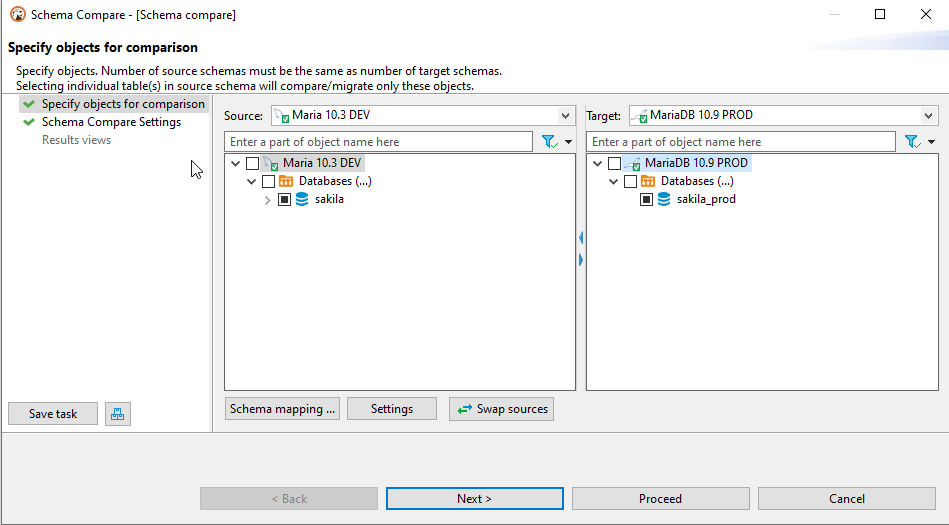 Schema Compare - [Schema compare]
Specify objects for comparison
Specify objects. Number of source schemas must be the same as number of target schemas.
Selecting individual table(s) in source schema will compare/migrate only these objects.
Specify objects for comparison
Schema Compare Settings
Results views
Source: Maria 10.3 DEV
Enter a part of object name here
Maria 10.3 DEV
Databases (...)
sakila
Target: MariaDB 10.9 PROD
Enter a part of object name here
MariaDB 10.9 PROD
Databases (...)
sakila_prod
Save task
Schema mapping ...
Settings
Swap sources
< Back
Next >
Proceed
Cancel